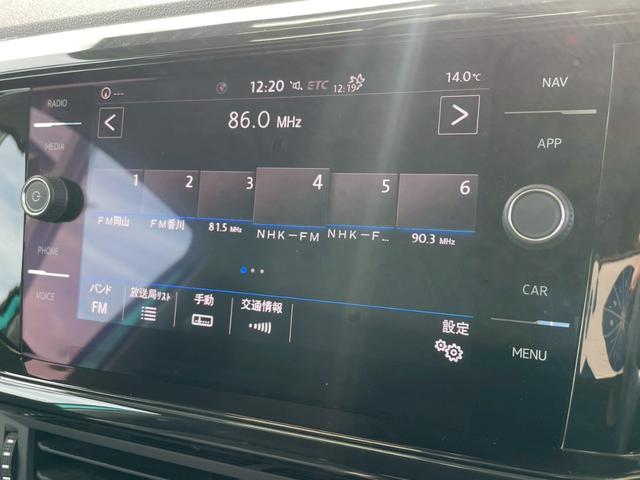 RADIO
MEDIA
PHONE
VOICE
--- 12:20 ETC 12:19 14.0℃
86.0 MHz
1 2 3 4 5 6
FM岡山 FM香川 81.5 MHz NHK－FM NHK－F... 90.3 MHz
バンド 放送局ﾘｽﾄ 手動 交通情報 設定
FM
NAV
APP
CAR
MENU